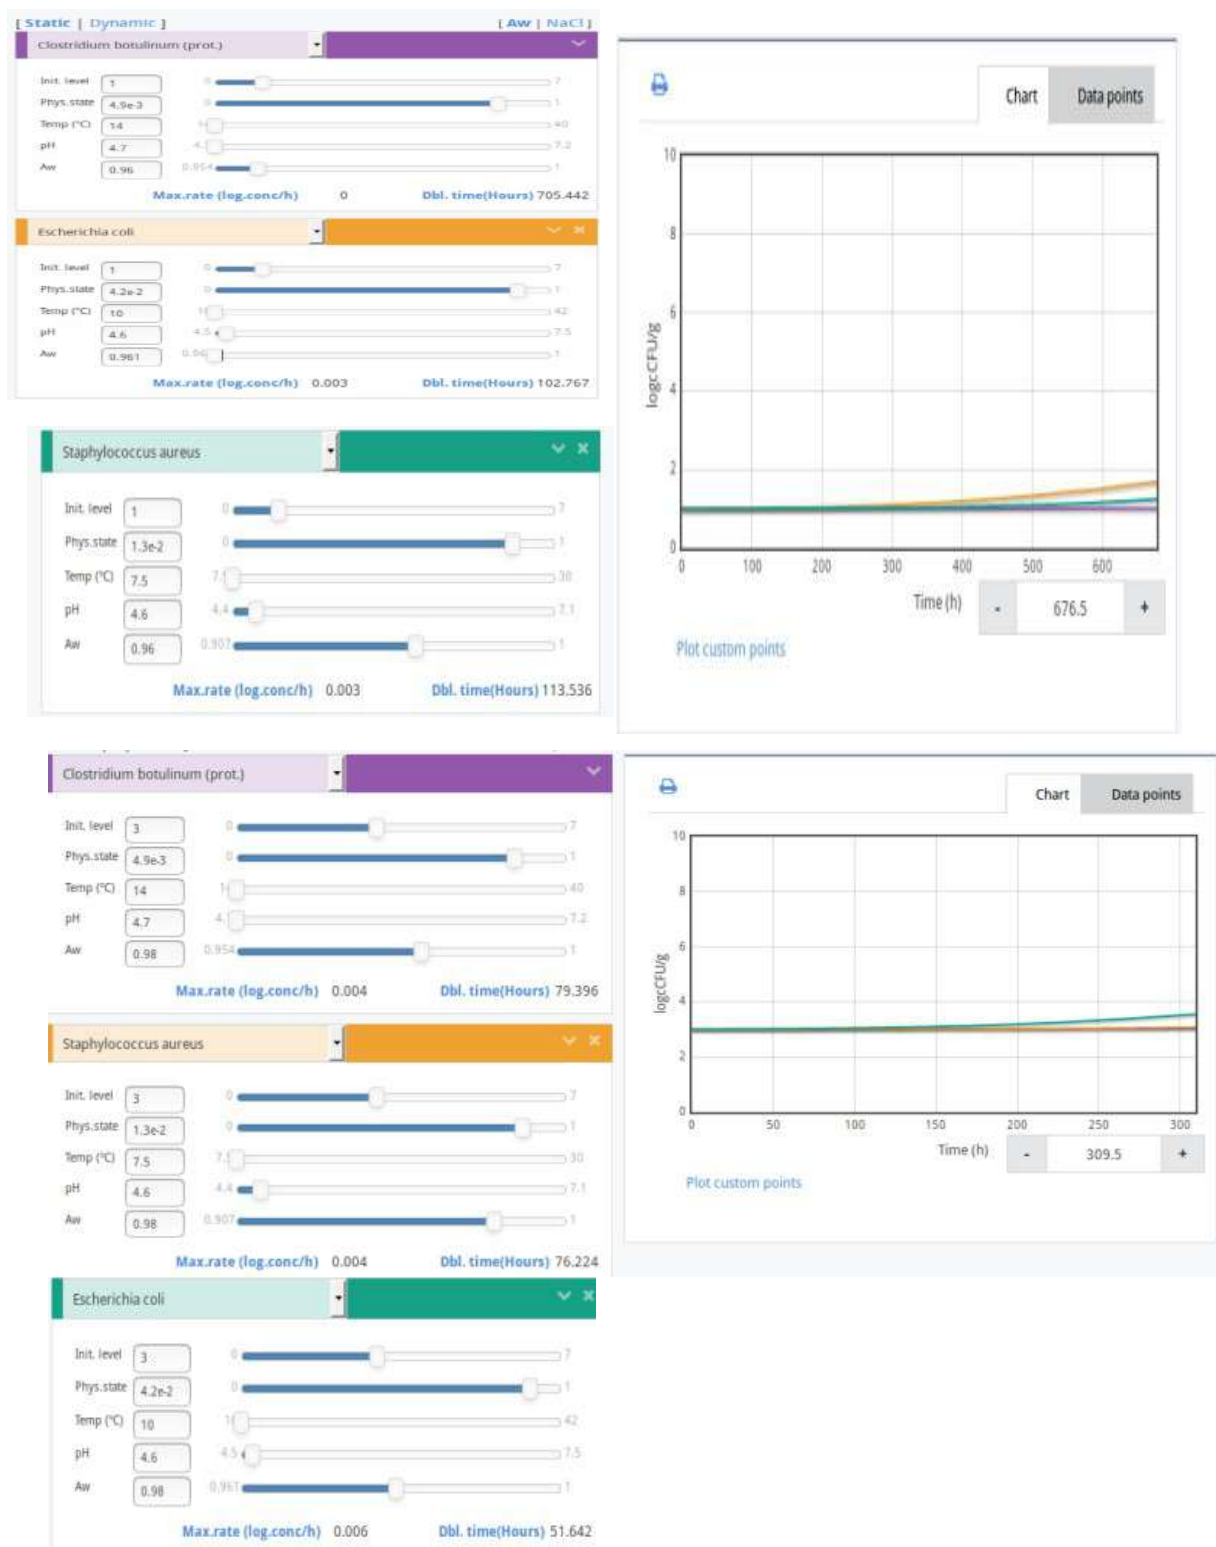 [ Static | Dynamic ] [ Aw | NaCl ]
Clostridium botulinum (prot.)
Init. level 1 0 7
Phys.state 4.9e-3 0 1
Temp (°C) 14 40
pH 4.7 7.2
Aw 0.96 0.954 1
Max.rate (log.conc/h) 0 Dbl. time(Hours) 705.442
Escherichia coli
Init. level 1 0 7
Phys.state 4.2e-2 0 1
Temp (°C) 10 42
pH 4.6 4.5 7.5
Aw 0.961 1
Max.rate (log.conc/h) 0.003 Dbl. time(Hours) 102.767
Staphylococcus aureus
Init. level 1 0 7
Phys.state 1.3e-2 0 1
Temp (°C) 7.5 30
pH 4.6 4.4 7.1
Aw 0.96 0.907 1
Max.rate (log.conc/h) 0.003 Dbl. time(Hours) 113.536
Chart Data points
10
8
6
4
2
0
logcCFU/g
0 100 200 300 400 500 600
Time (h) - 676.5 +
Plot custom points
Clostridium botulinum (prot.)
Init. level 3 0 7
Phys.state 4.9e-3 0 1
Temp (°C) 14 40
pH 4.7 7.2
Aw 0.98 0.954 1
Max.rate (log.conc/h) 0.004 Dbl. time(Hours) 79.396
Staphylococcus aureus
Init. level 3 0 7
Phys.state 1.3e-2 0 1
Temp (°C) 7.5 30
pH 4.6 4.4 7.1
Aw 0.98 0.907 1
Max.rate (log.conc/h) 0.004 Dbl. time(Hours) 76.224
Escherichia coli
Init. level 3 0 7
Phys.state 4.2e-2 0 1
Temp (°C) 10 42
pH 4.6 4.5 7.5
Aw 0.98 0.961 1
Max.rate (log.conc/h) 0.006 Dbl. time(Hours) 51.642
Chart Data points
10
8
6
4
2
0
logcCFU/g
0 50 100 150 200 250 300
Time (h) - 309.5 +
Plot custom points